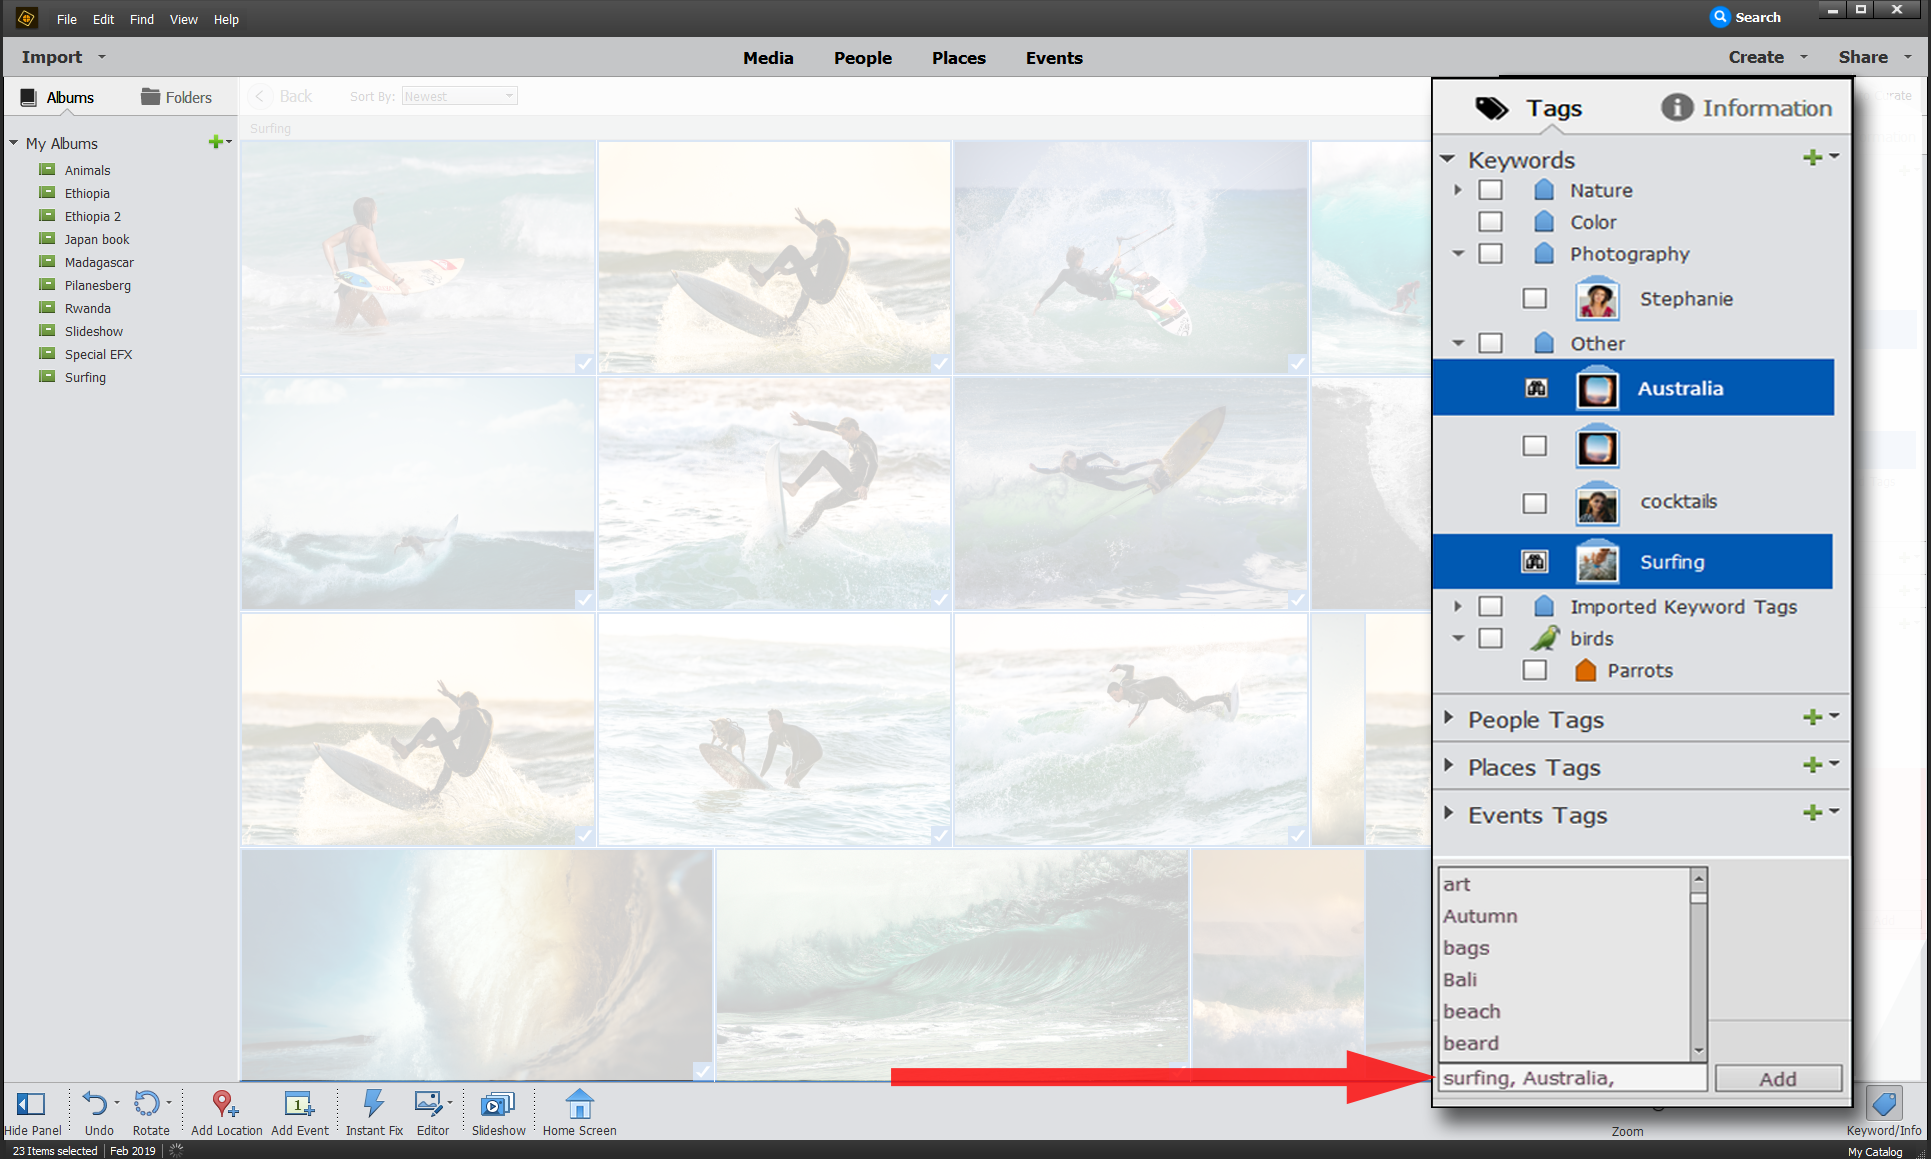 File Edit Find View Help
Search
Import
Media People Places Events
Create Share
Albums Folders
Back Sort By: Newest
Surfing
My Albums
Animals
Ethiopia
Ethiopia 2
Japan book
Madagascar
Pilanesberg
Rwanda
Slideshow
Special EFX
Surfing
Tags Information
Keywords
Nature
Color
Photography
Stephanie
Other
Australia
cocktails
Surfing
Imported Keyword Tags
birds
Parrots
People Tags
Places Tags
Events Tags
art
Autumn
bags
Bali
beach
beard
surfing, Australia,
Add
Hide Panel Undo Rotate Add Location Add Event Instant Fix Editor Slideshow Home Screen Zoom Keyword/Info
23 Items selected Feb 2019 My Catalog